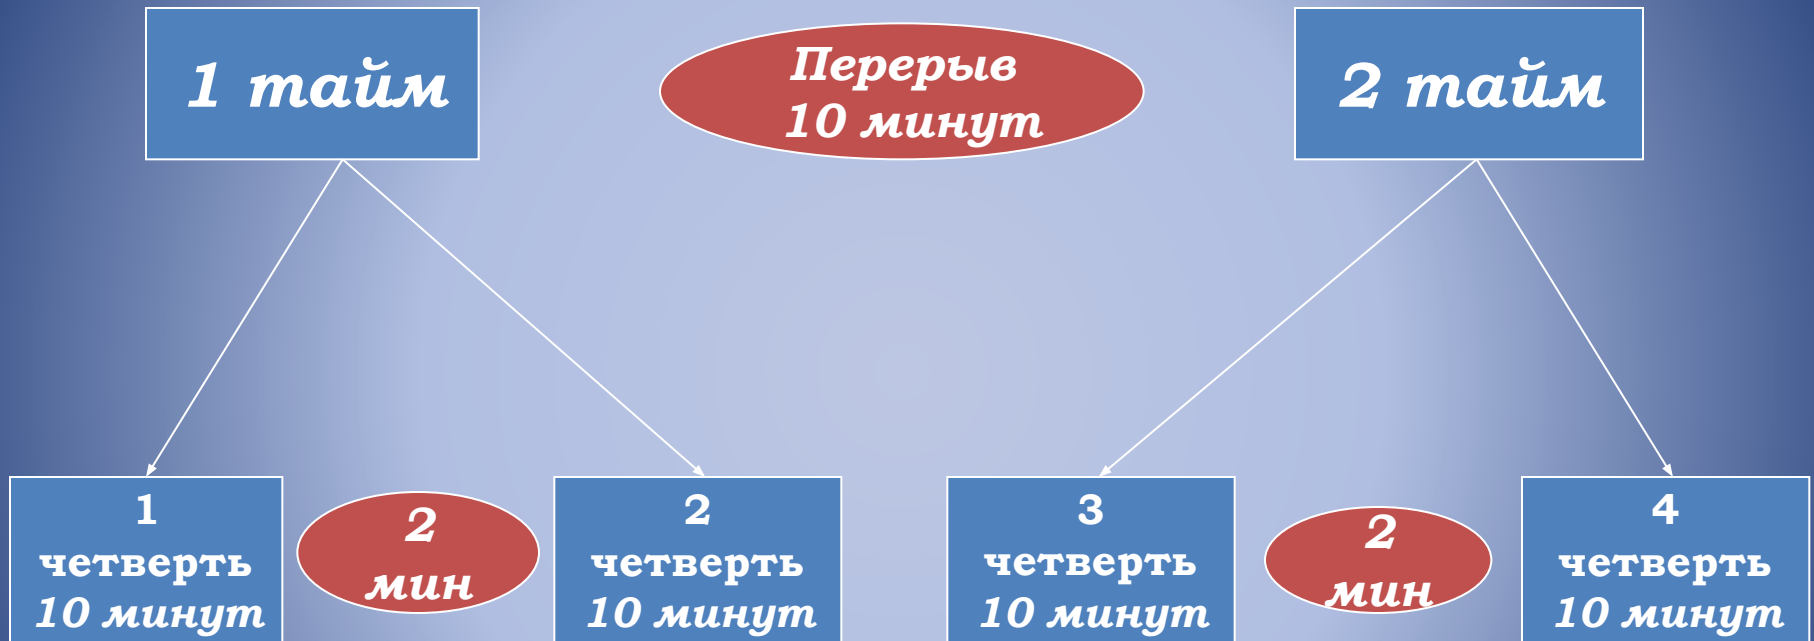 1 тайм
Перерыв
10 минут
2 тайм
1
четверть
10 минут
2
мин
2
четверть
10 минут
3
четверть
10 минут
2
мин
4
четверть
10 минут